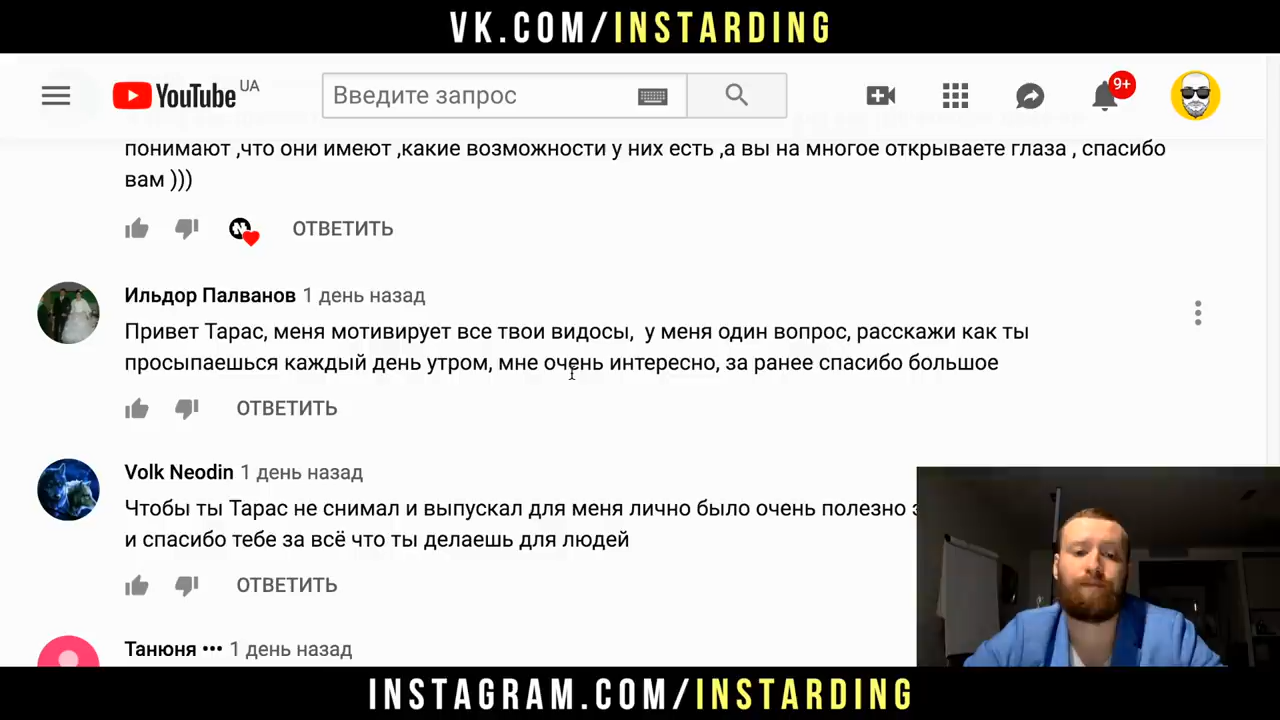 VK.COM/INSTARDING
YouTube UA
Введите запрос
9+
понимают ,что они имеют ,какие возможности у них есть ,а вы на многое открываете глаза , спасибо
вам )))
ОТВЕТИТЬ
Ильдор Палванов 1 день назад
Привет Тарас, меня мотивирует все твои видосы, у меня один вопрос, расскажи как ты
просыпаешься каждый день утром, мне очень интересно, за ранее спасибо большое
ОТВЕТИТЬ
Volk Neodin 1 день назад
Чтобы ты Тарас не снимал и выпускал для меня лично было очень полезно
и спасибо тебе за всё что ты делаешь для людей
ОТВЕТИТЬ
Танюня ••• 1 день назад
INSTAGRAM.COM/INSTARDING